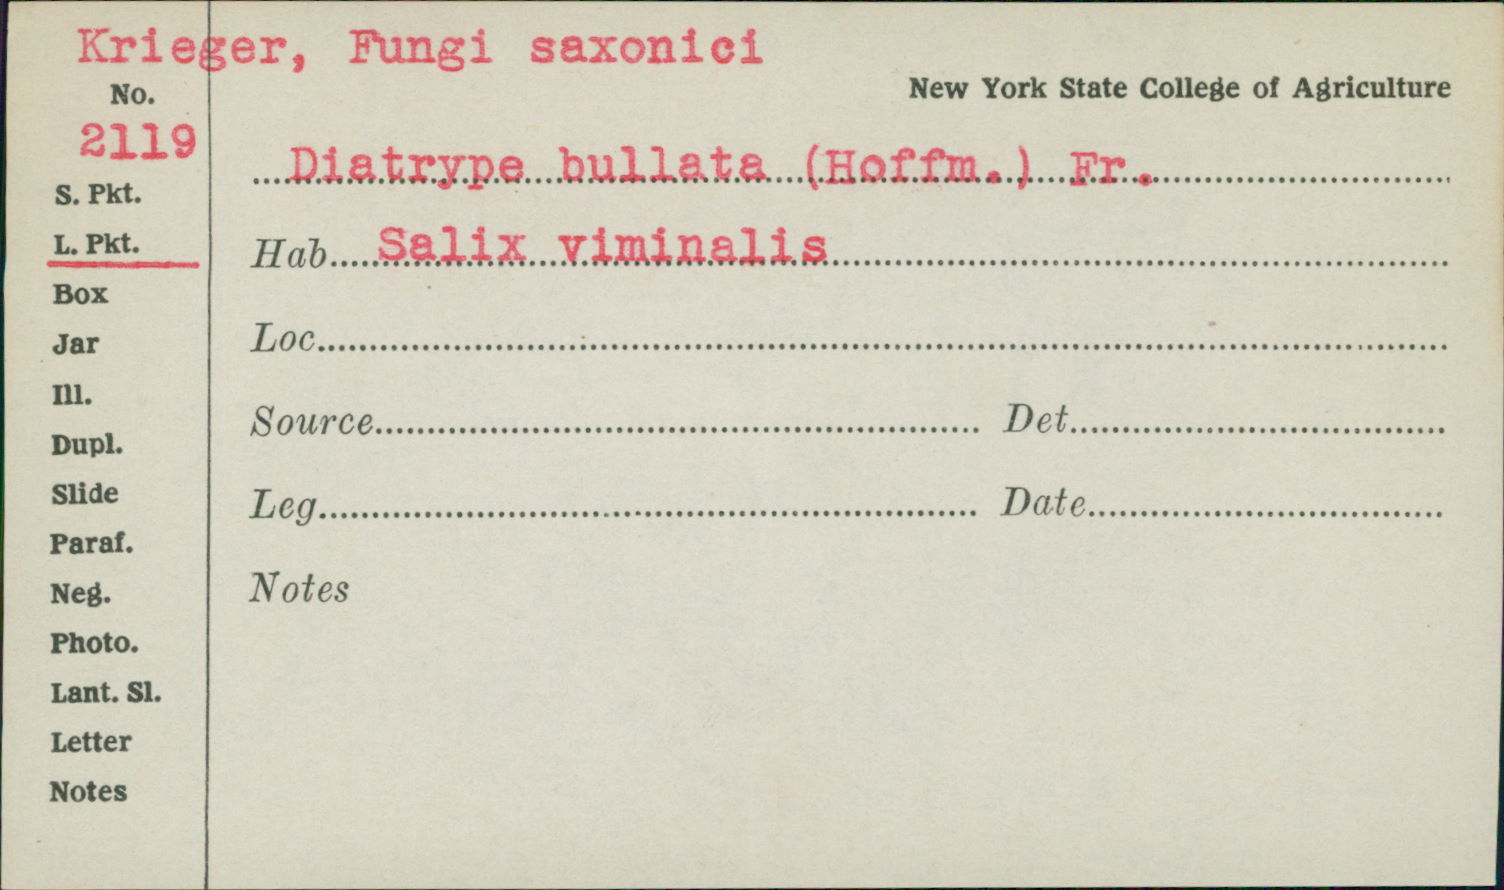 Krieger, Fungi saxonici
No.
New York State College of Agriculture
2119
Diatrype bullata (Hoffm.) Fr.
S. Pkt.
L. Pkt.
Hab. Salix viminalis
Box
Jar
Loc.
Ill.
Source Det.
Dupl.
Slide
Leg. Date
Paraf.
Neg.
Notes
Photo.
Lant. Sl.
Letter
Notes